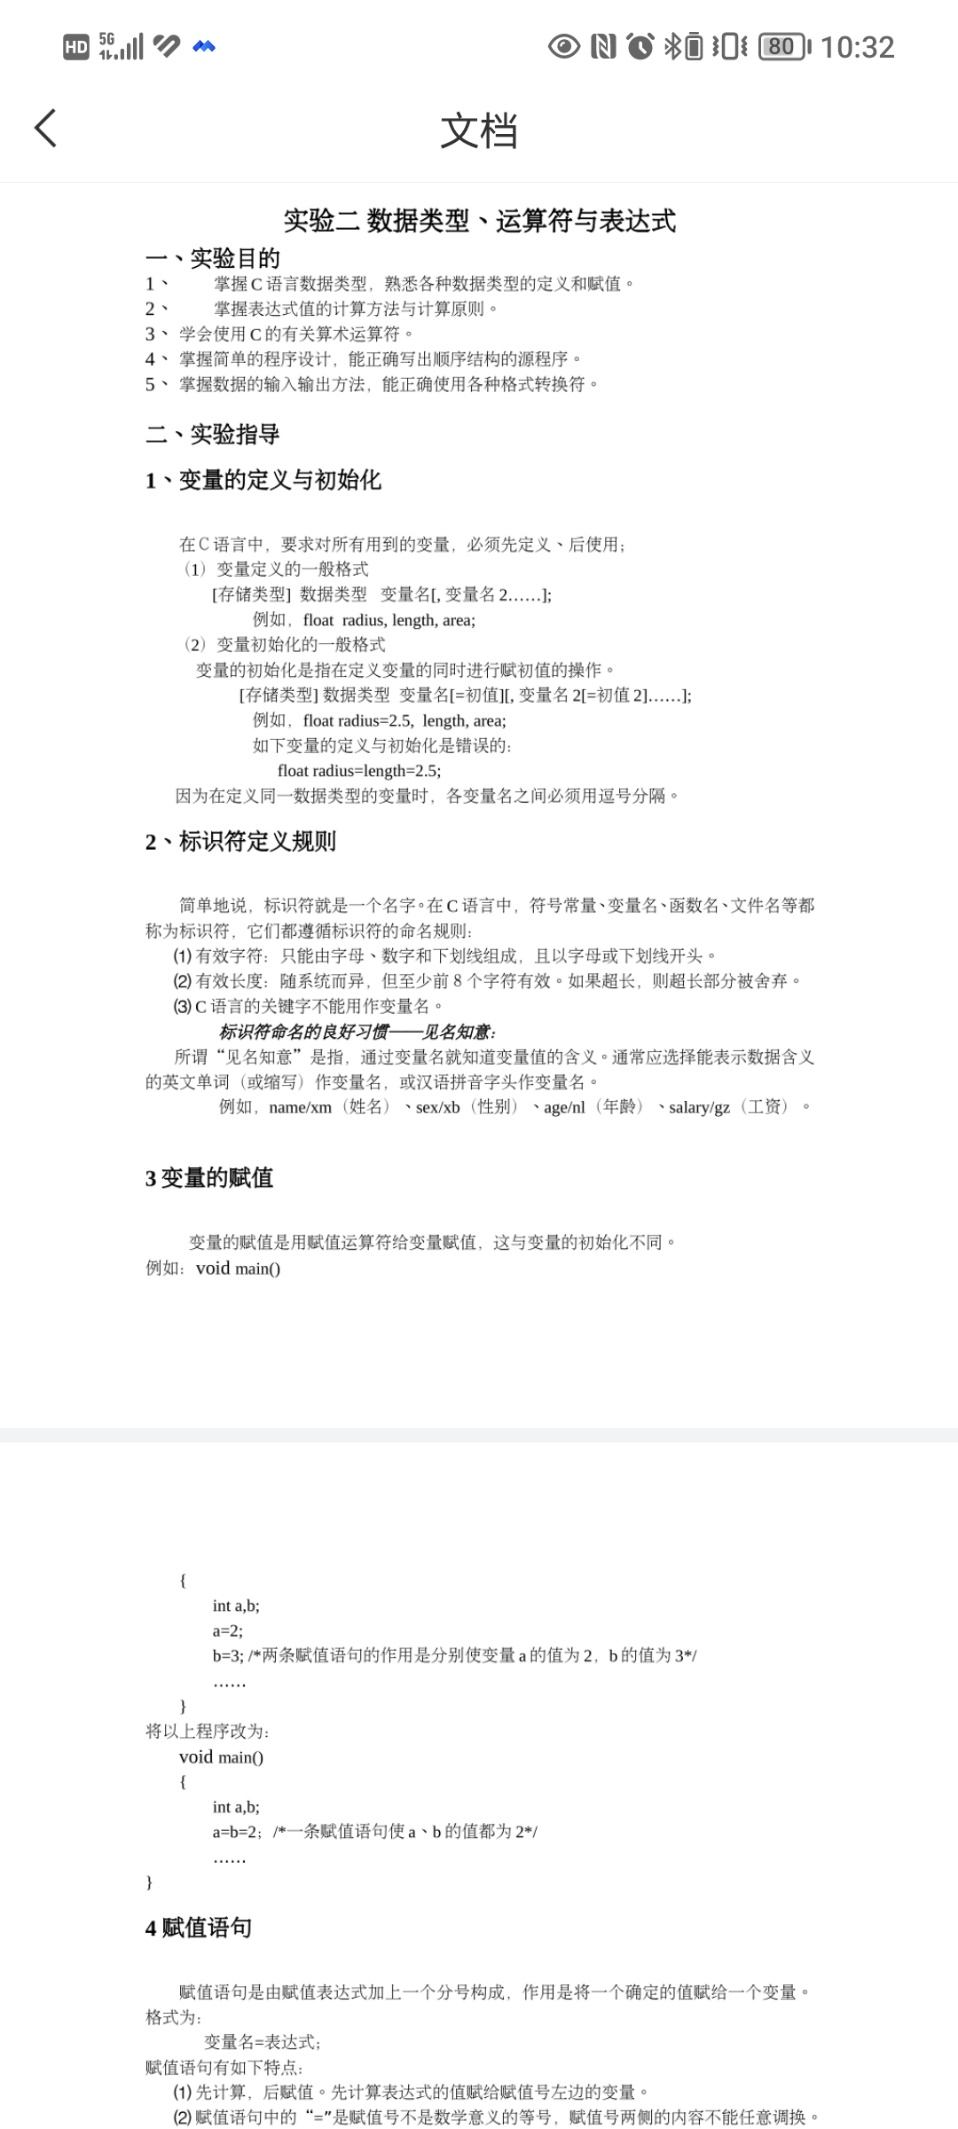 HD 5G 80 10:32
文档
实验二 数据类型、运算符与表达式
一、实验目的
1、 掌握C语言数据类型，熟悉各种数据类型的定义和赋值。
2、 掌握表达式值的计算方法与计算原则。
3、学会使用C的有关算术运算符。
4、掌握简单的程序设计，能正确写出顺序结构的源程序。
5、掌握数据的输入输出方法，能正确使用各种格式转换符。
二、实验指导
1、变量的定义与初始化
在C语言中，要求对所有用到的变量，必须先定义、后使用；
（1）变量定义的一般格式
[存储类型] 数据类型 变量名[, 变量名2……];
例如，float radius, length, area;
（2）变量初始化的一般格式
变量的初始化是指在定义变量的同时进行赋初值的操作。
[存储类型] 数据类型 变量名[=初值][, 变量名2[=初值2]……];
例如，float radius=2.5, length, area;
如下变量的定义与初始化是错误的：
float radius=length=2.5;
因为在定义同一数据类型的变量时，各变量名之间必须用逗号分隔。
2、标识符定义规则
简单地说，标识符就是一个名字。在C语言中，符号常量、变量名、函数名、文件名等都
称为标识符，它们都遵循标识符的命名规则：
⑴有效字符：只能由字母、数字和下划线组成，且以字母或下划线开头。
⑵有效长度：随系统而异，但至少前8个字符有效。如果超长，则超长部分被舍弃。
⑶C语言的关键字不能用作变量名。
标识符命名的良好习惯——见名知意：
所谓“见名知意”是指，通过变量名就知道变量值的含义。通常应选择能表示数据含义
的英文单词（或缩写）作变量名，或汉语拼音字头作变量名。
例如，name/xm（姓名）、sex/xb（性别）、age/nl（年龄）、salary/gz（工资）。
3变量的赋值
变量的赋值是用赋值运算符给变量赋值，这与变量的初始化不同。
例如：void main()
{
int a,b;
a=2;
b=3; /*两条赋值语句的作用是分别使变量a的值为2，b的值为3*/
……
}
将以上程序改为：
void main()
{
int a,b;
a=b=2；/*一条赋值语句使a、b的值都为2*/
……
}
4赋值语句
赋值语句是由赋值表达式加上一个分号构成，作用是将一个确定的值赋给一个变量。
格式为：
变量名=表达式；
赋值语句有如下特点：
⑴先计算，后赋值。先计算表达式的值赋给赋值号左边的变量。
⑵赋值语句中的“=”是赋值号不是数学意义的等号，赋值号两侧的内容不能任意调换。